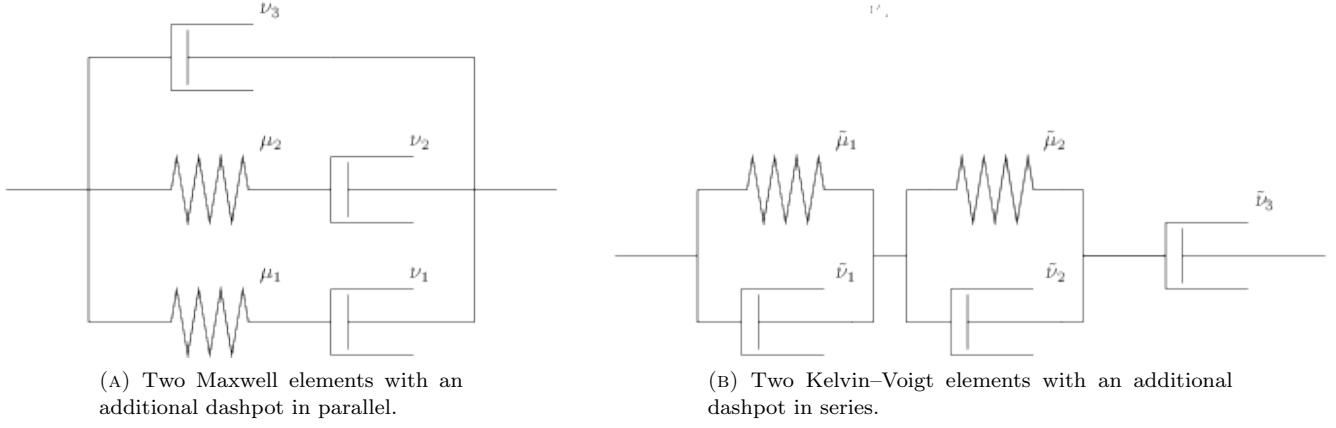 ν₃
μ₂
ν₂
μ₁
ν₁
(A) Two Maxwell elements with an
additional dashpot in parallel.
μ̃₁
μ̃₂
ν̃₃
ν̃₁
ν̃₂
(B) Two Kelvin–Voigt elements with an additional
dashpot in series.